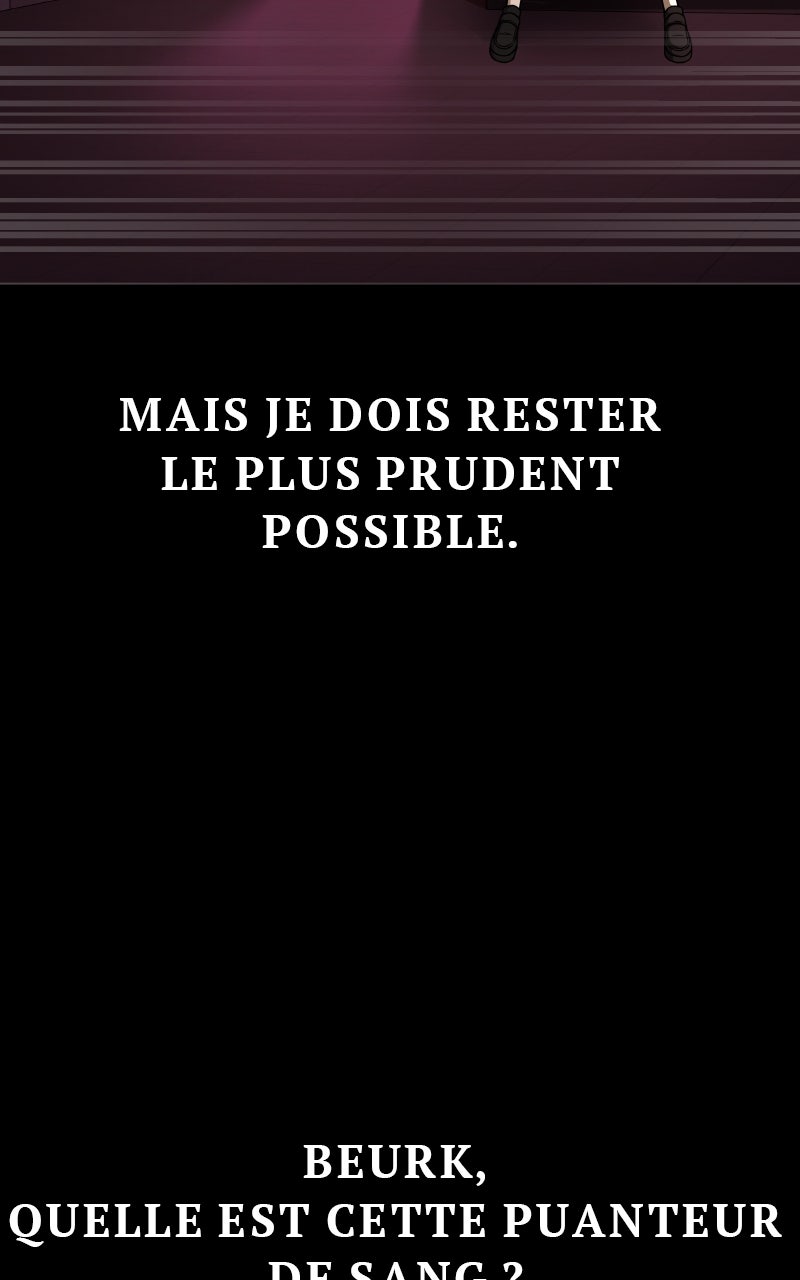 MAIS JE DOIS RESTER
LE PLUS PRUDENT
POSSIBLE.
BEURK,
QUELLE EST CETTE PUANTEUR
DE SANG ?